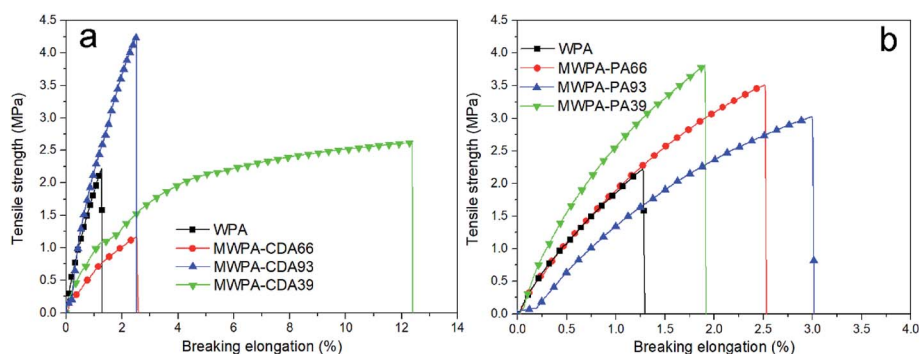 a
4.5
4.0
3.5
3.0
2.5
2.0
1.5
1.0
0.5
0.0
Tensile strength (MPa)
WPA
MWPA-CDA66
MWPA-CDA93
MWPA-CDA39
0 2 4 6 8 10 12 14
Breaking elongation (%)
b
4.5
4.0
3.5
3.0
2.5
2.0
1.5
1.0
0.5
0.0
Tensile strength (MPa)
WPA
MWPA-PA66
MWPA-PA93
MWPA-PA39
0.0 0.5 1.0 1.5 2.0 2.5 3.0 3.5 4.0
Breaking elongation (%)